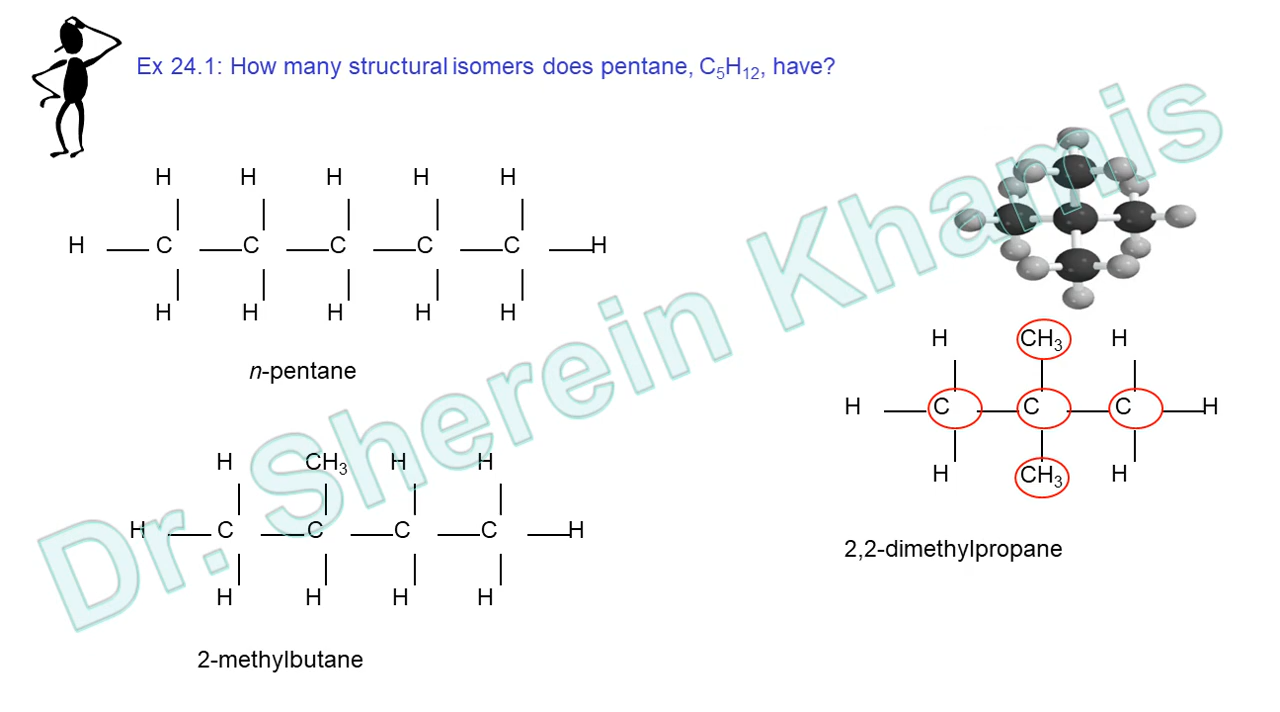 Ex 24.1: How many structural isomers does pentane, C5H12, have?
H H H H H
H C C C C C H
H H H H H
n-pentane
H CH3 H
H C C C H
H CH3 H
2,2-dimethylpropane
H CH3 H H
H C C C C H
H H H H
2-methylbutane
Dr. Sherein Khamis